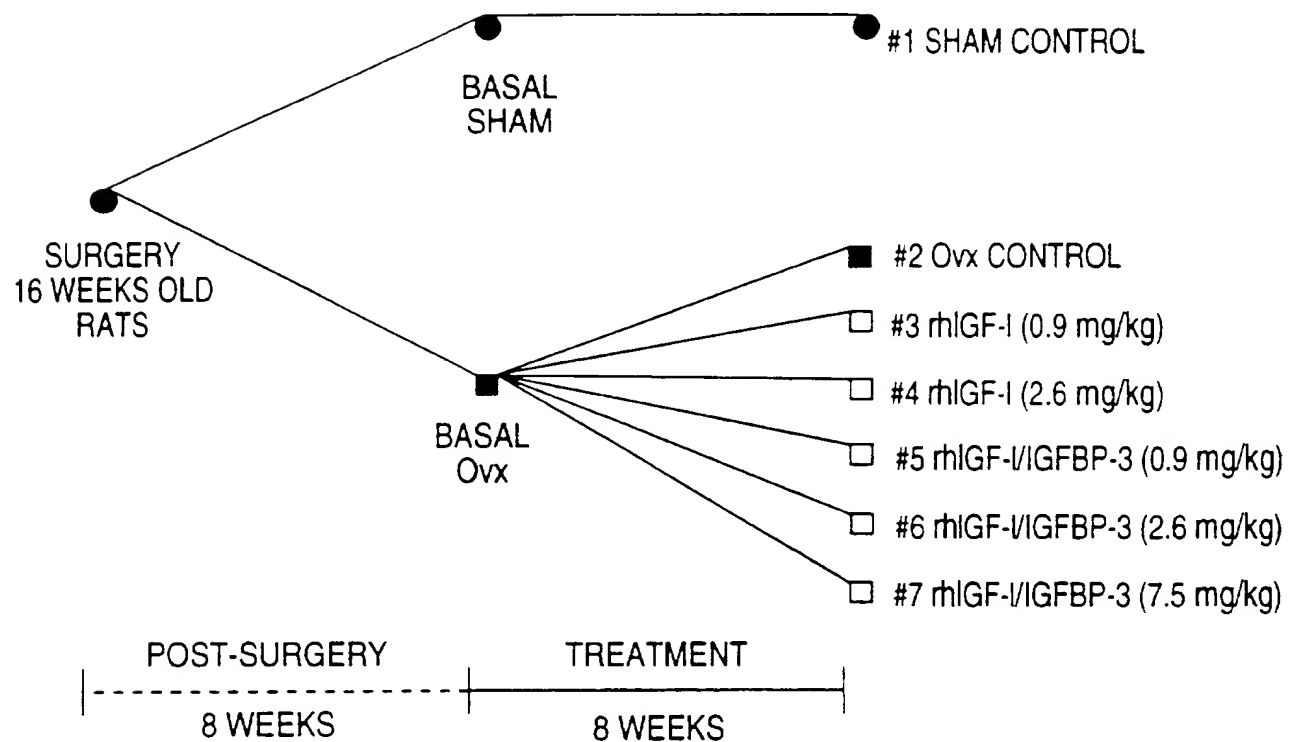 #1 SHAM CONTROL
BASAL
SHAM
SURGERY
16 WEEKS OLD
RATS
#2 Ovx CONTROL
#3 rhIGF-I (0.9 mg/kg)
#4 rhIGF-I (2.6 mg/kg)
BASAL
Ovx
#5 rhIGF-I/IGFBP-3 (0.9 mg/kg)
#6 rhIGF-I/IGFBP-3 (2.6 mg/kg)
#7 rhIGF-I/IGFBP-3 (7.5 mg/kg)
POST-SURGERY
TREATMENT
8 WEEKS
8 WEEKS